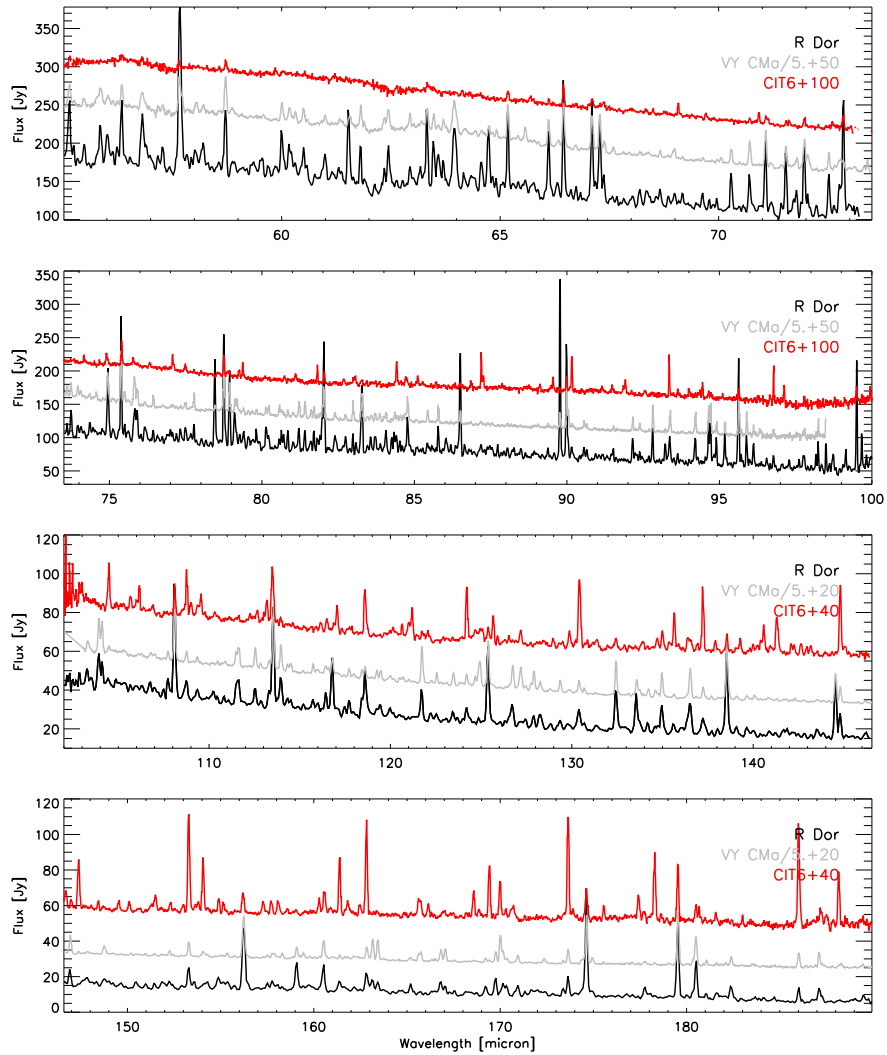 350
300
250
200
150
100
Flux [Jy]
R Dor
VY CMa/5.+50
CIT6+100
60
65
70
350
300
250
200
150
100
50
Flux [Jy]
R Dor
VY CMa/5.+50
CIT6+100
75
80
85
90
95
100
120
100
80
60
40
20
Flux [Jy]
R Dor
VY CMa/5.+20
CIT6+40
110
120
130
140
120
100
80
60
40
20
0
Flux [Jy]
R Dor
VY CMa/5.+20
CIT6+40
150
160
170
180
Wavelength [micron]